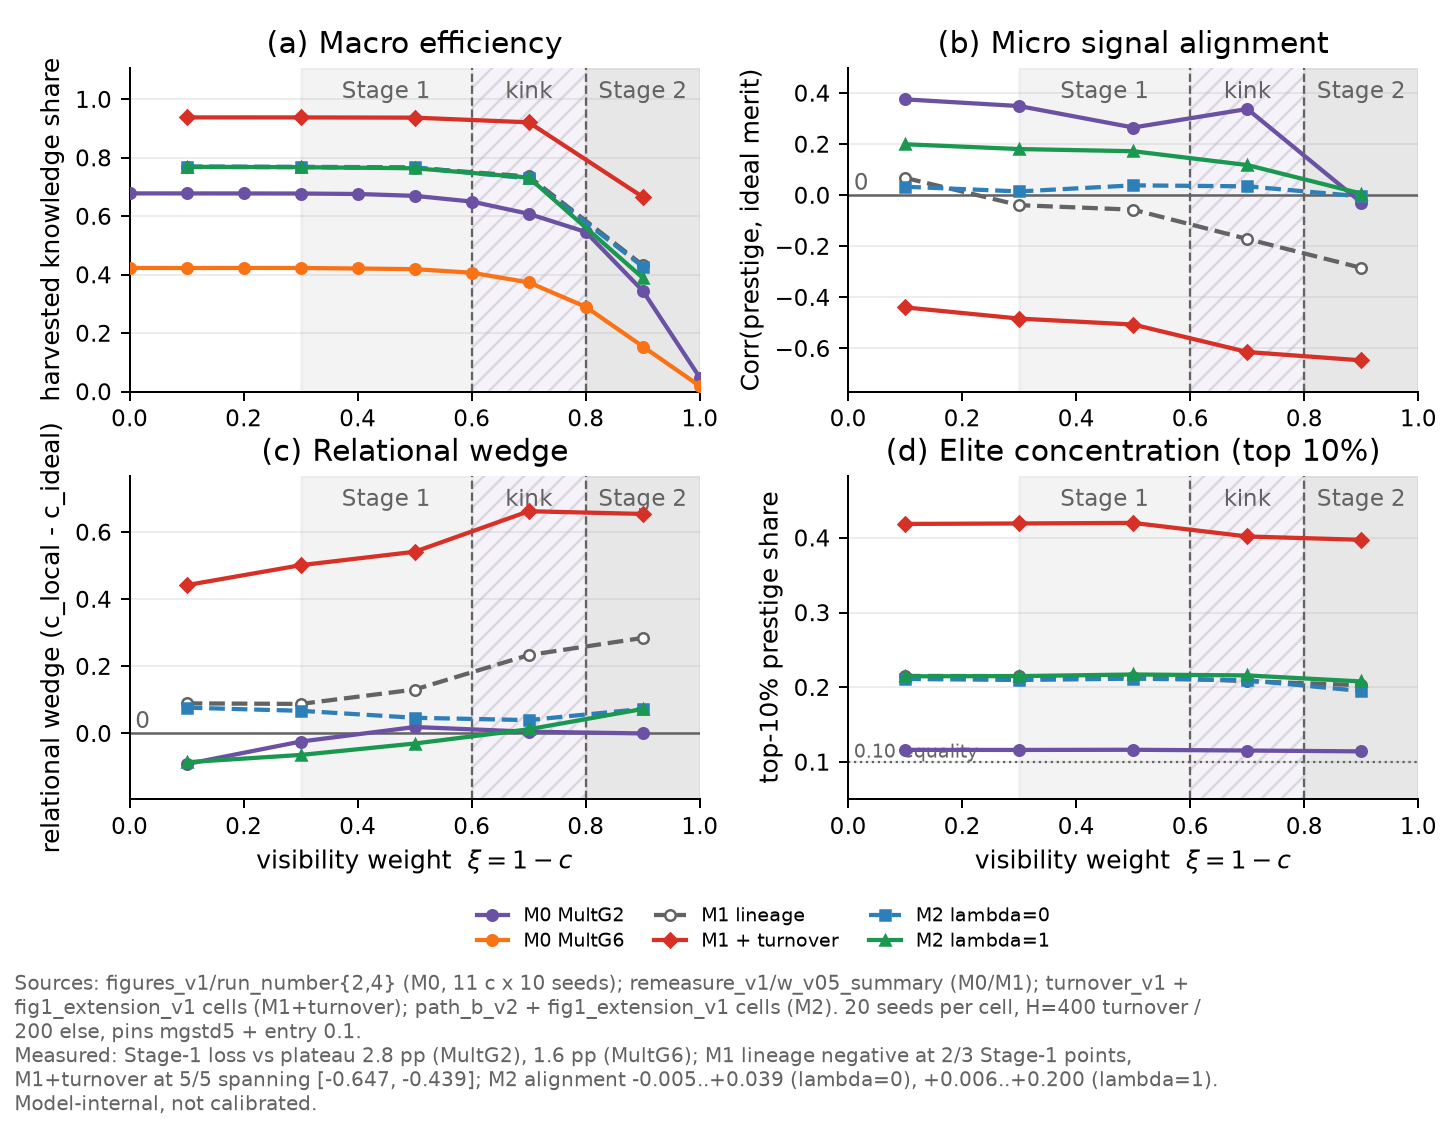 (a) Macro efficiency
harvested knowledge share
Stage 1
kink
Stage 2
1.0
0.8
0.6
0.4
0.2
0.0
0.0 0.2 0.4 0.6 0.8 1.0
(b) Micro signal alignment
Corr(prestige, ideal merit)
Stage 1
kink
Stage 2
0.4
0.2
0.0
−0.2
−0.4
−0.6
0
0.0 0.2 0.4 0.6 0.8 1.0
(c) Relational wedge
relational wedge (c_local - c_ideal)
Stage 1
kink
Stage 2
0.6
0.4
0.2
0.0
0
0.0 0.2 0.4 0.6 0.8 1.0
visibility weight ξ = 1 − c
(d) Elite concentration (top 10%)
top-10% prestige share
Stage 1
kink
Stage 2
0.4
0.3
0.2
0.1
0.10 equality
0.0 0.2 0.4 0.6 0.8 1.0
visibility weight ξ = 1 − c
M0 MultG2 M1 lineage M2 lambda=0
M0 MultG6 M1 + turnover M2 lambda=1
Sources: figures_v1/run_number{2,4} (M0, 11 c x 10 seeds); remeasure_v1/w_v05_summary (M0/M1); turnover_v1 +
fig1_extension_v1 cells (M1+turnover); path_b_v2 + fig1_extension_v1 cells (M2). 20 seeds per cell, H=400 turnover /
200 else, pins mgstd5 + entry 0.1.
Measured: Stage-1 loss vs plateau 2.8 pp (MultG2), 1.6 pp (MultG6); M1 lineage negative at 2/3 Stage-1 points,
M1+turnover at 5/5 spanning [-0.647, -0.439]; M2 alignment -0.005..+0.039 (lambda=0), +0.006..+0.200 (lambda=1).
Model-internal, not calibrated.